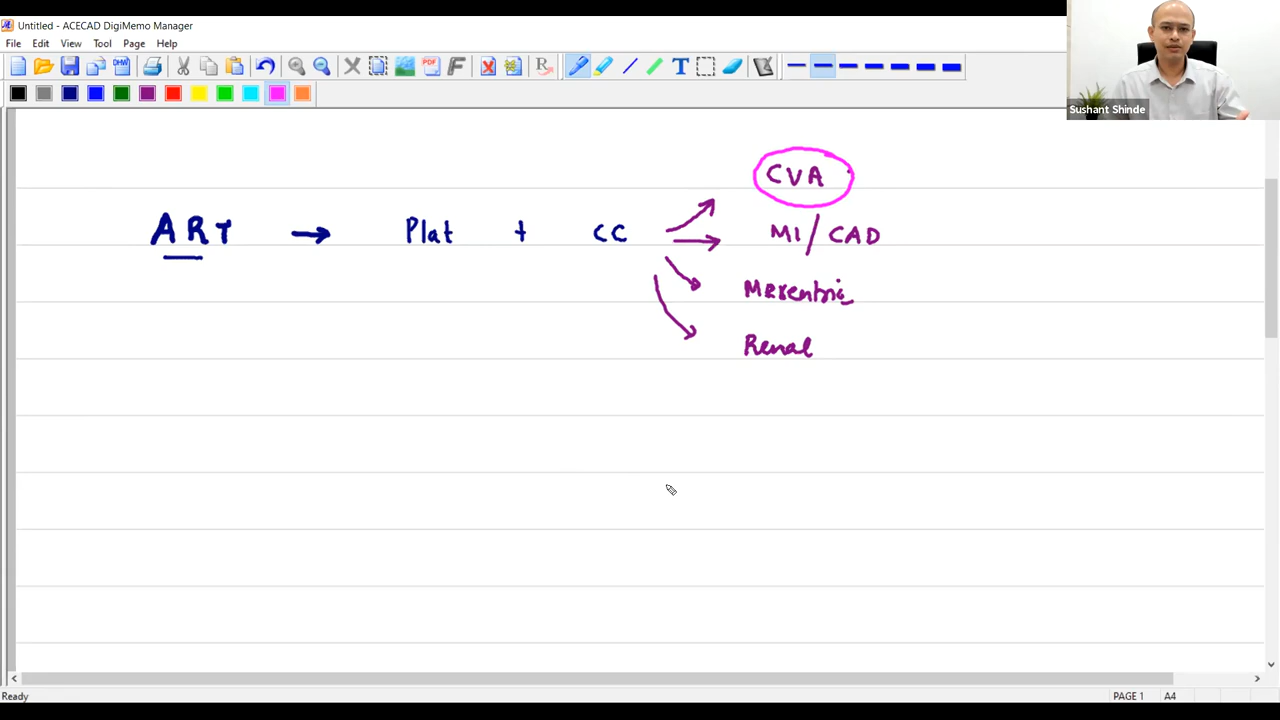 Untitled - ACECAD DigiMemo Manager
File Edit View Tool Page Help
Sushant Shinde
CVA
ART → Plat + CC
MI / CAD
Mesentric
Renal
Ready
PAGE 1 A4